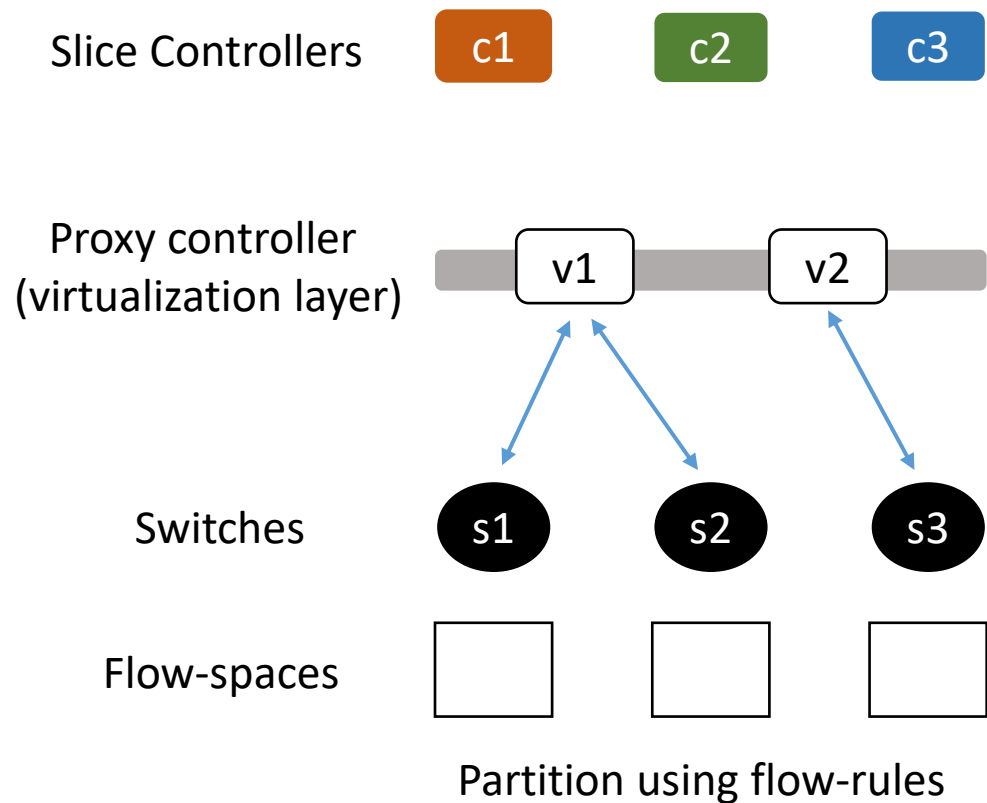 Slice Controllers c1 c2 c3
Proxy controller
(virtualization layer)
v1 v2
Switches s1 s2 s3
Flow-spaces
Partition using flow-rules